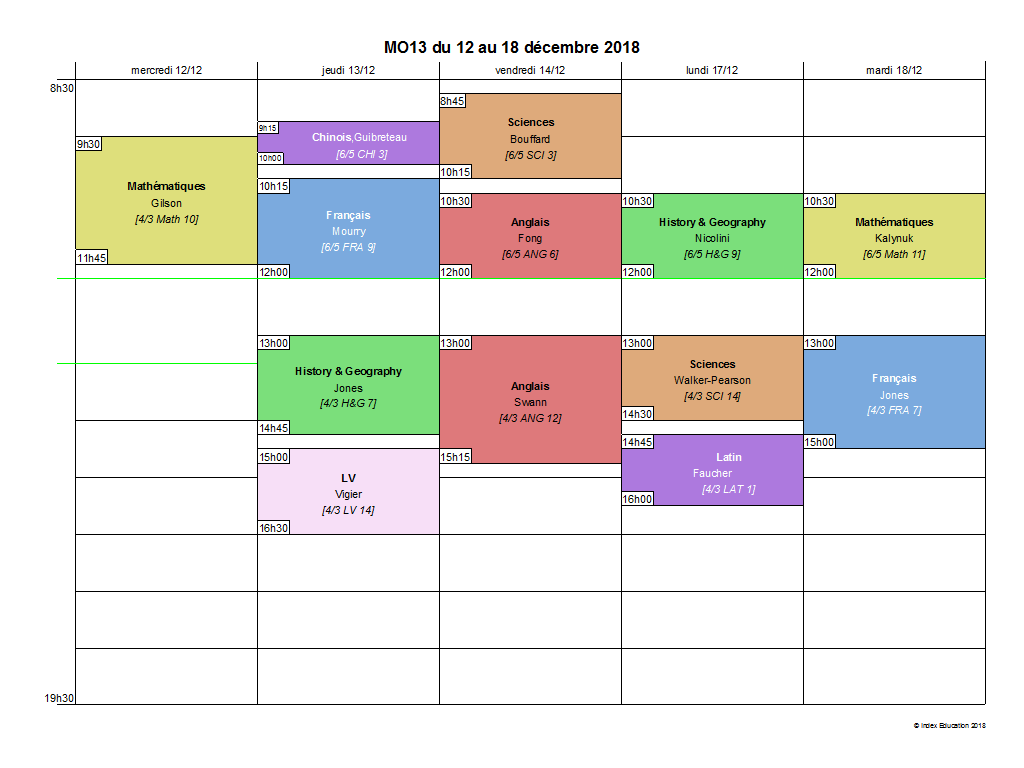 MO13 du 12 au 18 décembre 2018
mercredi 12/12
jeudi 13/12
vendredi 14/12
lundi 17/12
mardi 18/12
8h30
9h30
Mathématiques
Gilson
[4/3 Math 10]
11h45
9h15
Chinois,Guibreteau
[6/5 CHI 3]
10h00
10h15
Français
Mourry
[6/5 FRA 9]
12h00
13h00
History & Geography
Jones
[4/3 H&G 7]
14h45
15h00
LV
Vigier
[4/3 LV 14]
16h30
8h45
Sciences
Bouffard
[6/5 SCI 3]
10h15
10h30
Anglais
Fong
[6/5 ANG 6]
12h00
13h00
Anglais
Swann
[4/3 ANG 12]
15h15
10h30
History & Geography
Nicolini
[6/5 H&G 9]
12h00
13h00
Sciences
Walker-Pearson
[4/3 SCI 14]
14h30
14h45
Latin
Faucher
[4/3 LAT 1]
16h00
10h30
Mathématiques
Kalynuk
[6/5 Math 11]
12h00
13h00
Français
Jones
[4/3 FRA 7]
15h00
19h30
© Index Education 2018